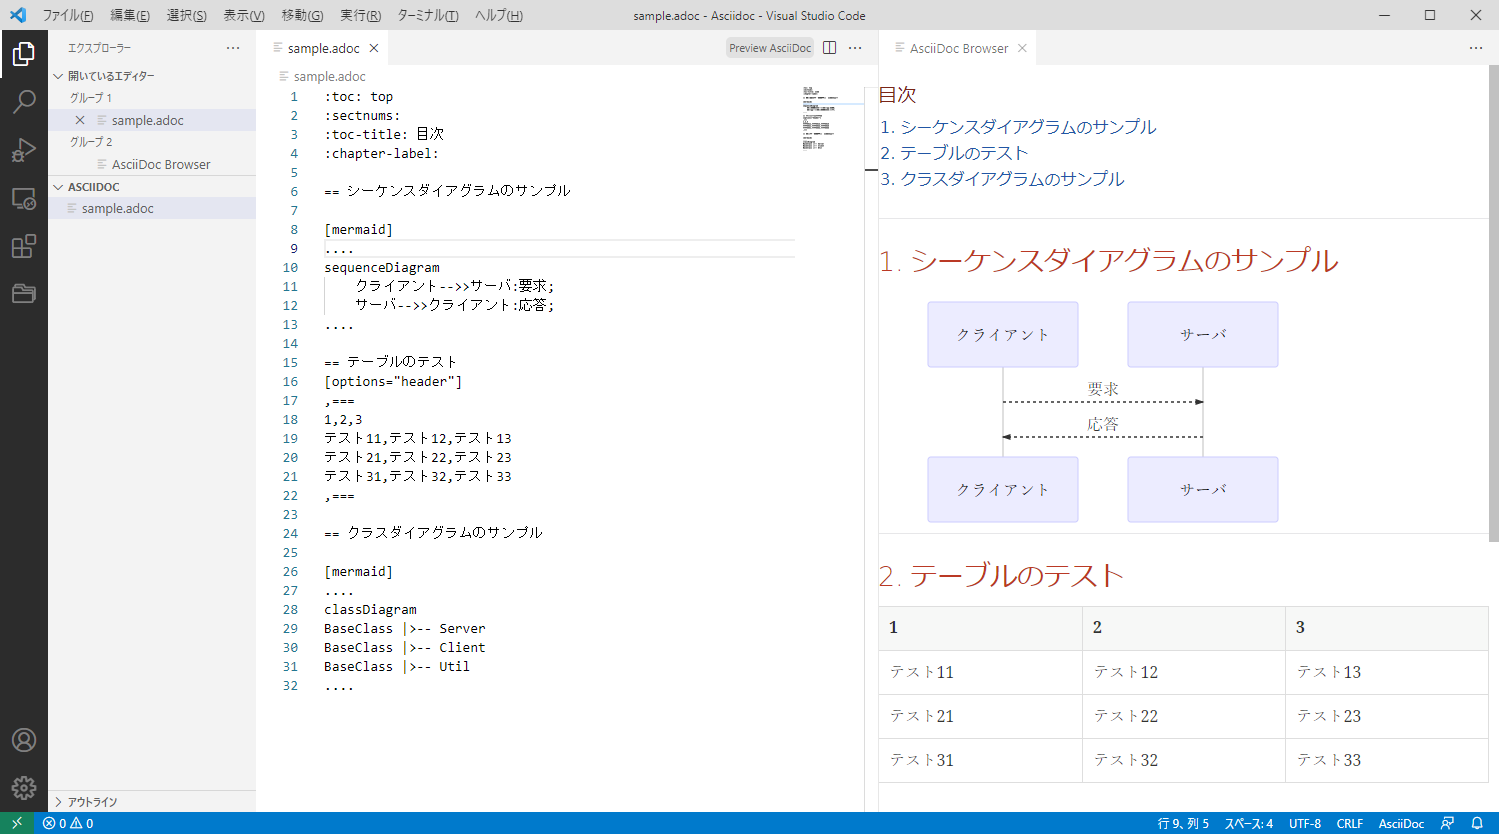 ファイル(F) 編集(E) 選択(S) 表示(V) 移動(G) 実行(R) ターミナル(T) ヘルプ(H) sample.adoc - Asciidoc - Visual Studio Code
エクスプローラー
開いているエディター
グループ 1
sample.adoc
グループ 2
AsciiDoc Browser
ASCIIDOC
sample.adoc
アウトライン
sample.adoc
Preview AsciiDoc
sample.adoc
1 :toc: top
2 :sectnums:
3 :toc-title: 目次
4 :chapter-label:
5
6 == シーケンスダイアグラムのサンプル
7
8 [mermaid]
9 ....
10 sequenceDiagram
11 クライアント-->>サーバ:要求;
12 サーバ-->>クライアント:応答;
13 ....
14
15 == テーブルのテスト
16 [options="header"]
17 ,===
18 1,2,3
19 テスト11,テスト12,テスト13
20 テスト21,テスト22,テスト23
21 テスト31,テスト32,テスト33
22 ,===
23
24 == クラスダイアグラムのサンプル
25
26 [mermaid]
27 ....
28 classDiagram
29 BaseClass |>-- Server
30 BaseClass |>-- Client
31 BaseClass |>-- Util
32 ....
AsciiDoc Browser
目次
1. シーケンスダイアグラムのサンプル
2. テーブルのテスト
3. クラスダイアグラムのサンプル
1. シーケンスダイアグラムのサンプル
クライアント サーバ
要求
応答
クライアント サーバ
2. テーブルのテスト
1 2 3
テスト11 テスト12 テスト13
テスト21 テスト22 テスト23
テスト31 テスト32 テスト33
0 0 行 9、列 5 スペース: 4 UTF-8 CRLF AsciiDoc